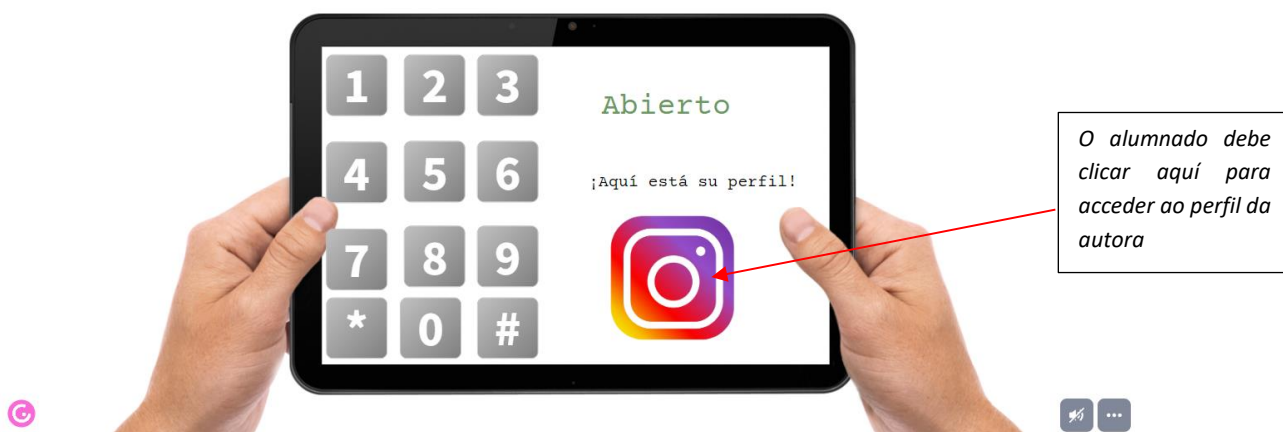 1 2 3
Abierto
4 5 6
¡Aquí está su perfil!
7 8 9
* 0 #
O alumnado debe
clicar aquí para
acceder ao perfil da
autora